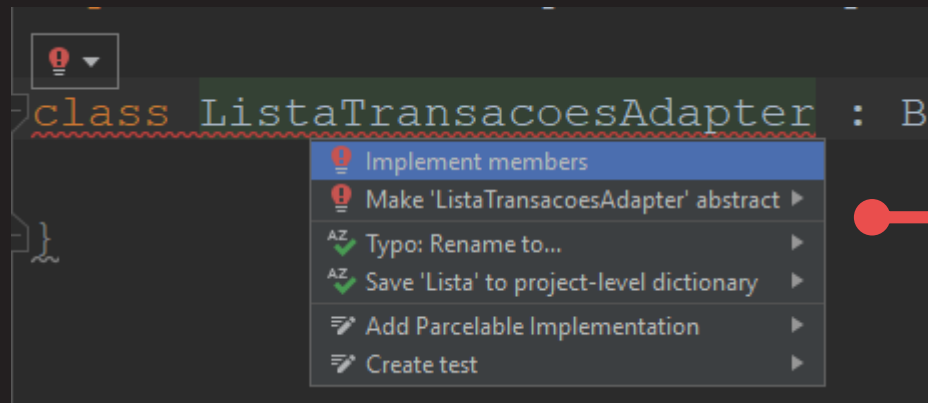 class ListaTransacoesAdapter : B
Implement members
Make 'ListaTransacoesAdapter' abstract
Typo: Rename to...
Save 'Lista' to project-level dictionary
Add Parcelable Implementation
}
Create test